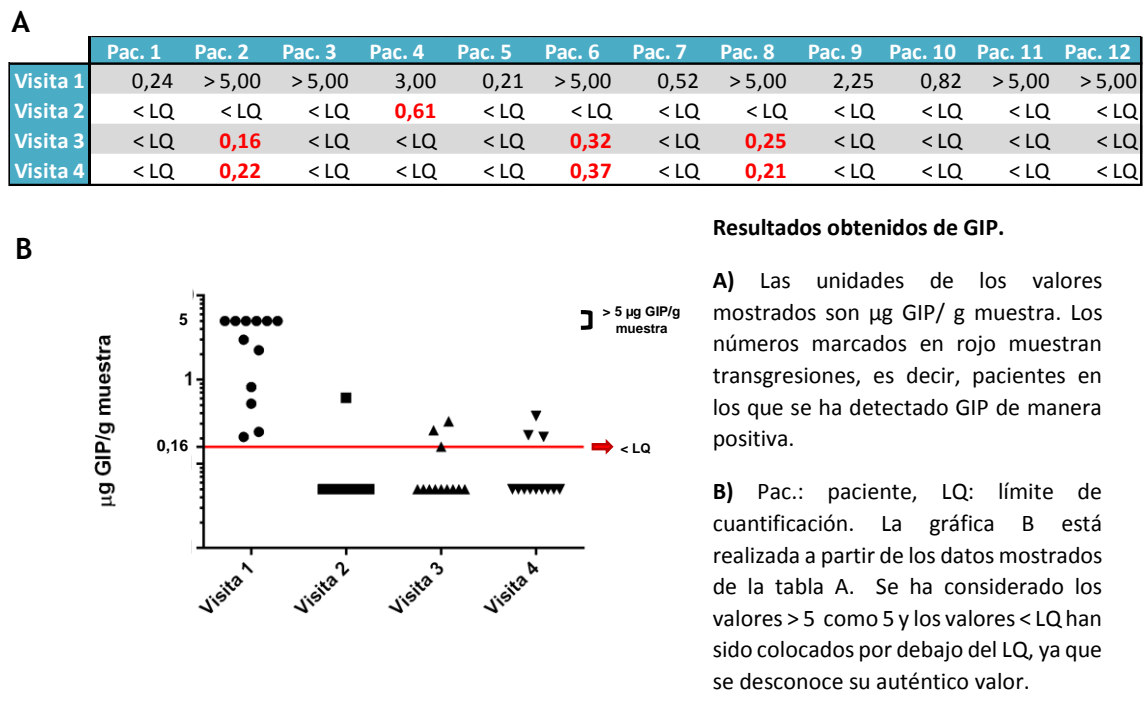 A
Pac. 1 Pac. 2 Pac. 3 Pac. 4 Pac. 5 Pac. 6 Pac. 7 Pac. 8 Pac. 9 Pac. 10 Pac. 11 Pac. 12
Visita 1 0,24 > 5,00 > 5,00 3,00 0,21 > 5,00 0,52 > 5,00 2,25 0,82 > 5,00 > 5,00
Visita 2 < LQ < LQ < LQ 0,61 < LQ < LQ < LQ < LQ < LQ < LQ < LQ < LQ
Visita 3 < LQ 0,16 < LQ < LQ < LQ 0,32 < LQ 0,25 < LQ < LQ < LQ < LQ
Visita 4 < LQ 0,22 < LQ < LQ < LQ 0,37 < LQ 0,21 < LQ < LQ < LQ < LQ
B
µg GIP/g muestra
5
1
0,16
> 5 µg GIP/g
muestra
< LQ
Visita 1 Visita 2 Visita 3 Visita 4
Resultados obtenidos de GIP.
A) Las unidades de los valores
mostrados son µg GIP/ g muestra. Los
números marcados en rojo muestran
transgresiones, es decir, pacientes en
los que se ha detectado GIP de manera
positiva.
B) Pac.: paciente, LQ: límite de
cuantificación. La gráfica B está
realizada a partir de los datos mostrados
de la tabla A. Se ha considerado los
valores > 5 como 5 y los valores < LQ han
sido colocados por debajo del LQ, ya que
se desconoce su auténtico valor.